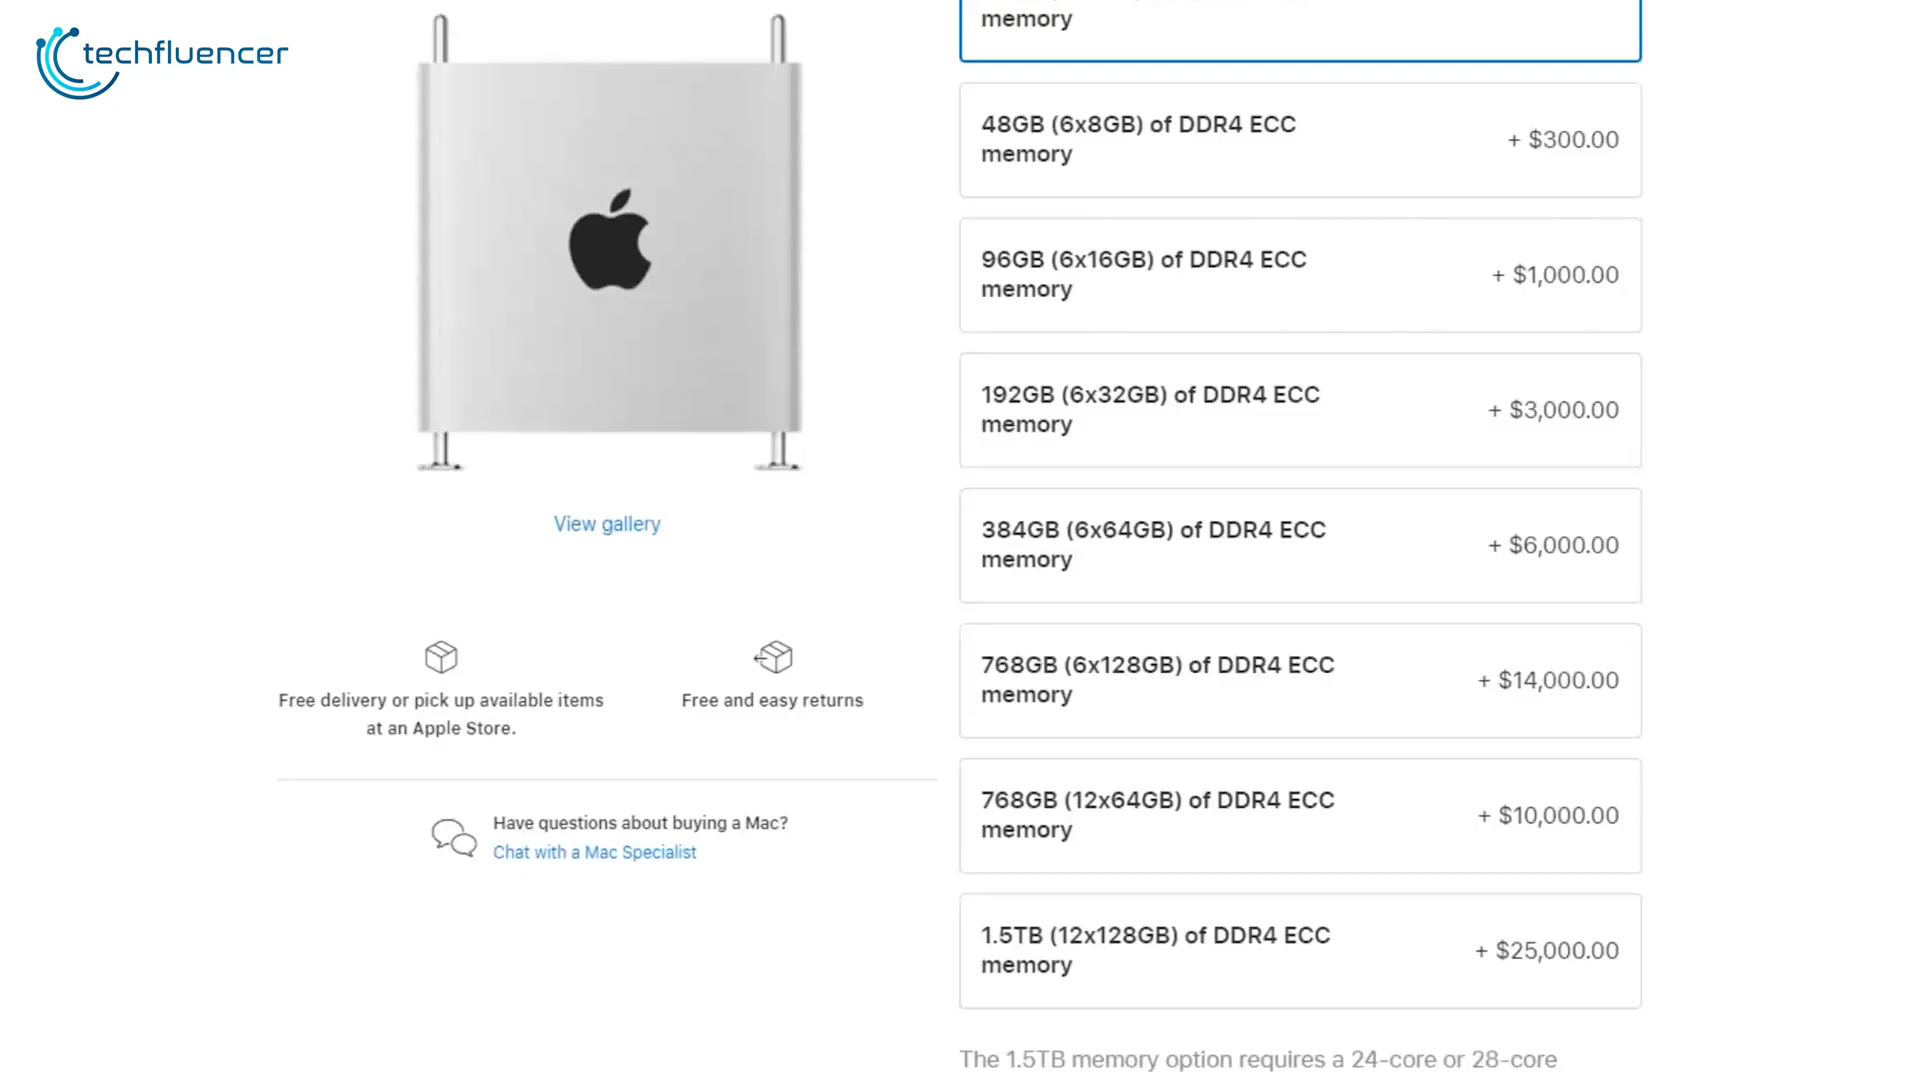 techfluencer
memory
48GB (6x8GB) of DDR4 ECC
memory
+ $300.00
96GB (6x16GB) of DDR4 ECC
memory
+ $1,000.00
192GB (6x32GB) of DDR4 ECC
memory
+ $3,000.00
384GB (6x64GB) of DDR4 ECC
memory
+ $6,000.00
768GB (6x128GB) of DDR4 ECC
memory
+ $14,000.00
768GB (12x64GB) of DDR4 ECC
memory
+ $10,000.00
1.5TB (12x128GB) of DDR4 ECC
memory
+ $25,000.00
The 1.5TB memory option requires a 24-core or 28-core
View gallery
Free delivery or pick up available items
at an Apple Store.
Free and easy returns
Have questions about buying a Mac?
Chat with a Mac Specialist